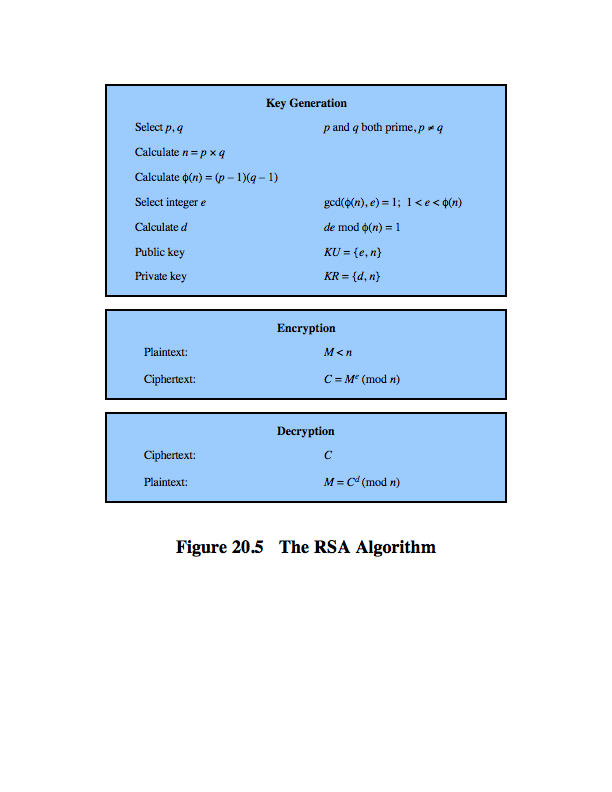 Key Generation
Select p, q p and q both prime, p ≠ q
Calculate n = p × q
Calculate ϕ(n) = (p – 1)(q – 1)
Select integer e gcd(ϕ(n), e) = 1; 1 < e < ϕ(n)
Calculate d de mod ϕ(n) = 1
Public key KU = {e, n}
Private key KR = {d, n}
Encryption
Plaintext: M < n
Ciphertext: C = Mᵉ (mod n)
Decryption
Ciphertext: C
Plaintext: M = Cᵈ (mod n)
Figure 20.5 The RSA Algorithm